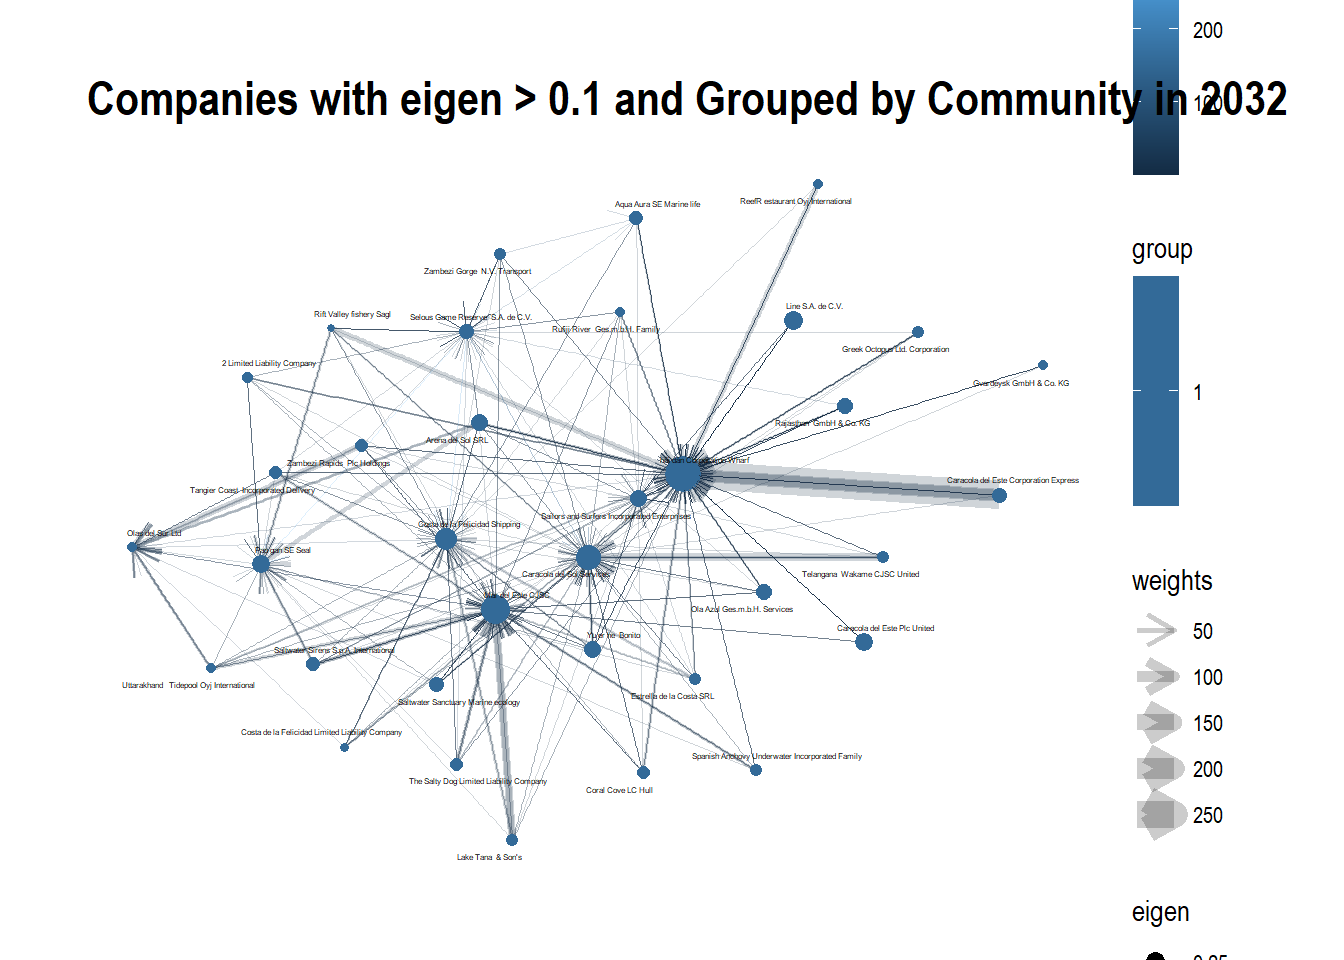 200
100
Companies with eigen > 0.1 and Grouped by Community in 2032
Aqua Aura SE Marine life
ReefR estaurant Oyj International
group
Zambezi Gorge N.V. Transport
Rift Valley fishery Sagl
Selous Game Reserve S.A. de C.V.
Line S.A. de C.V.
Rufiji River Ges.m.b.H. Family
Greek Octopus Ltd. Corporation
2 Limited Liability Company
Gvardeysk GmbH & Co. KG
1
Rajasthan GmbH & Co. KG
Arena del Sol SRL
Wharf
Zambezi Rapids Plc Holdings
Caracola del Este Corporation Express
Tangier Coast Incorporated Delivery
Sailors and Surfers Incorporated Enterprises
Costa de la Felicidad Shipping
Olas del Sur Ltd
SE Seal
Caracola del Sol Services
Telangana Wakame CJSC United
weights
Mar del Este CJSC
Ola Azul Ges.m.b.H. Services
50
Caracola del Este Plc United
Bonito
Saltwater Sirens S.p.A. International
100
Uttarakhand Tidepool Oyj International
Estrella de la Costa SRL
Saltwater Sanctuary Marine ecology
150
Costa de la Felicidad Limited Liability Company
Spanish Anchovy Underwater Incorporated Family
200
The Salty Dog Limited Liability Company
Coral Cove LC Hull
250
Lake Tana & Son's
eigen